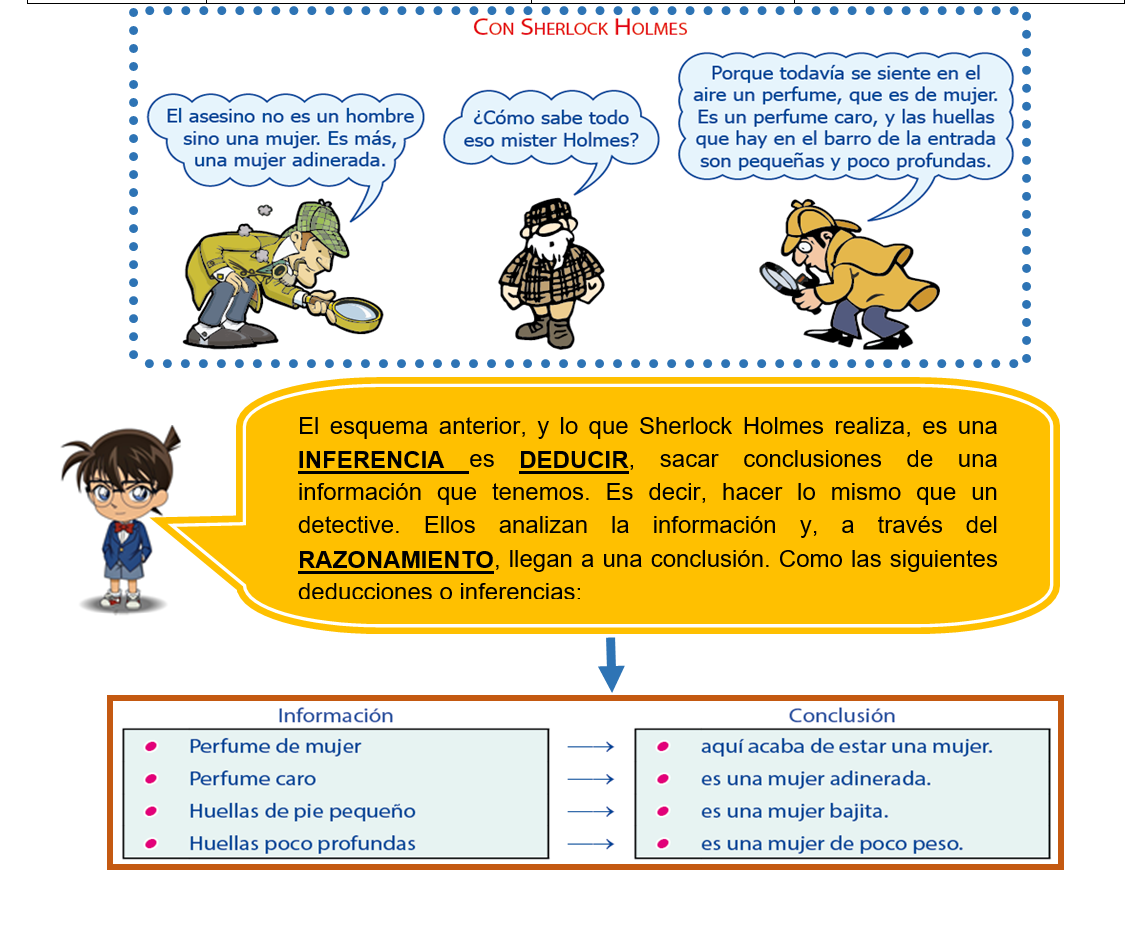 CON SHERLOCK HOLMES
El asesino no es un hombre
sino una mujer. Es más,
una mujer adinerada.
¿Cómo sabe todo
eso mister Holmes?
Porque todavía se siente en el
aire un perfume, que es de mujer.
Es un perfume caro, y las huellas
que hay en el barro de la entrada
son pequeñas y poco profundas.
El esquema anterior, y lo que Sherlock Holmes realiza, es una
INFERENCIA es DEDUCIR, sacar conclusiones de una
información que tenemos. Es decir, hacer lo mismo que un
detective. Ellos analizan la información y, a través del
RAZONAMIENTO, llegan a una conclusión. Como las siguientes
deducciones o inferencias:
Información
Conclusión
Perfume de mujer
aquí acaba de estar una mujer.
Perfume caro
es una mujer adinerada.
Huellas de pie pequeño
es una mujer bajita.
Huellas poco profundas
es una mujer de poco peso.